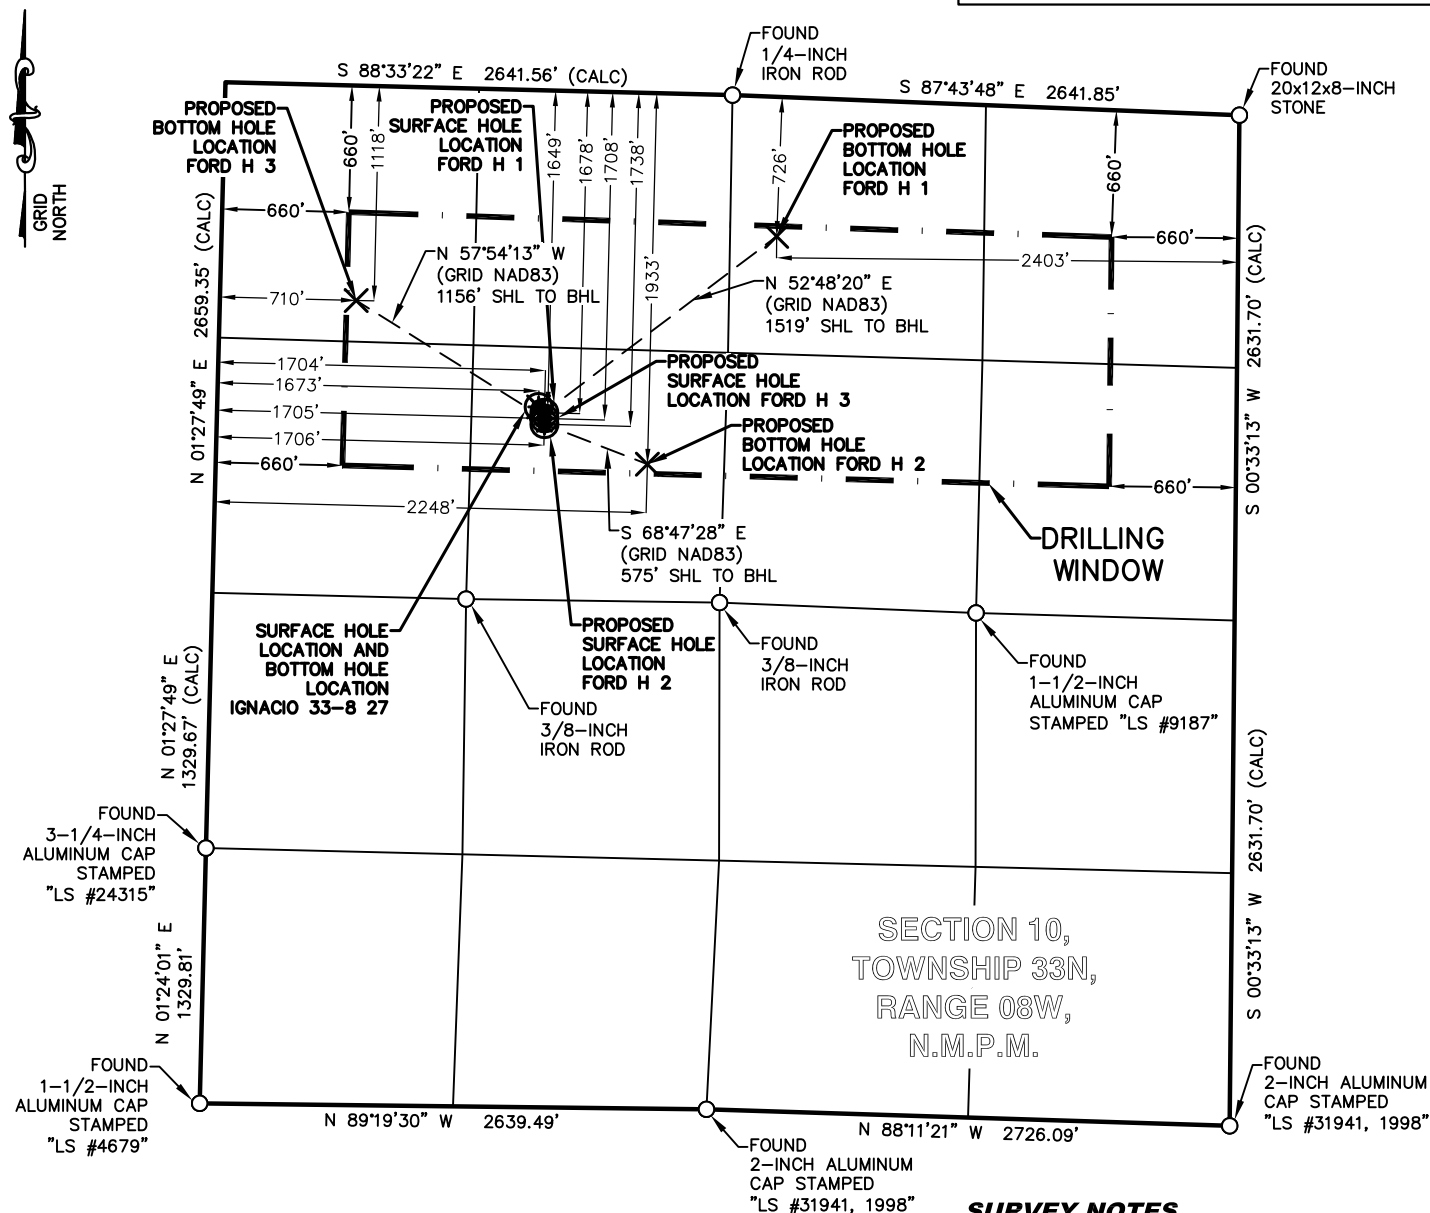 FOUND
1/4-INCH
IRON ROD
S 88°33'22" E 2641.56' (CALC)
S 87°43'48" E 2641.85'
FOUND
20x12x8-INCH
STONE
GRID
NORTH
PROPOSED
BOTTOM HOLE
LOCATION
FORD H 3
PROPOSED
SURFACE HOLE
LOCATION
FORD H 1
660'
1118'
1649'
1678'
1708'
1738'
1933'
726'
PROPOSED
BOTTOM HOLE
LOCATION
FORD H 1
660'
660'
660'
2403'
N 57°54'13" W
(GRID NAD83)
1156' SHL TO BHL
N 52°48'20" E
(GRID NAD83)
1519' SHL TO BHL
710'
N 01°27'49" E 2659.35' (CALC)
S 00°33'13" W 2631.70' (CALC)
1704'
1673'
1705'
1706'
660'
2248'
PROPOSED
SURFACE HOLE
LOCATION FORD H 3
PROPOSED
BOTTOM HOLE
LOCATION FORD H 2
660'
S 68°47'28" E
(GRID NAD83)
575' SHL TO BHL
DRILLING
WINDOW
SURFACE HOLE
LOCATION AND
BOTTOM HOLE
LOCATION
IGNACIO 33-8 27
PROPOSED
SURFACE HOLE
LOCATION
FORD H 2
FOUND
3/8-INCH
IRON ROD
FOUND
3/8-INCH
IRON ROD
FOUND
1-1/2-INCH
ALUMINUM CAP
STAMPED "LS #9187"
N 01°27'49" E
1329.67' (CALC)
FOUND
3-1/4-INCH
ALUMINUM CAP
STAMPED
"LS #24315"
N 01°24'01" E
1329.81'
S 00°33'13" W 2631.70' (CALC)
SECTION 10,
TOWNSHIP 33N,
RANGE 08W,
N.M.P.M.
FOUND
1-1/2-INCH
ALUMINUM CAP
STAMPED
"LS #4679"
N 89°19'30" W 2639.49'
N 88°11'21" W 2726.09'
FOUND
2-INCH ALUMINUM
CAP STAMPED
"LS #31941, 1998"
FOUND
2-INCH ALUMINUM
CAP STAMPED
"LS #31941, 1998"
SURVEY NOTES